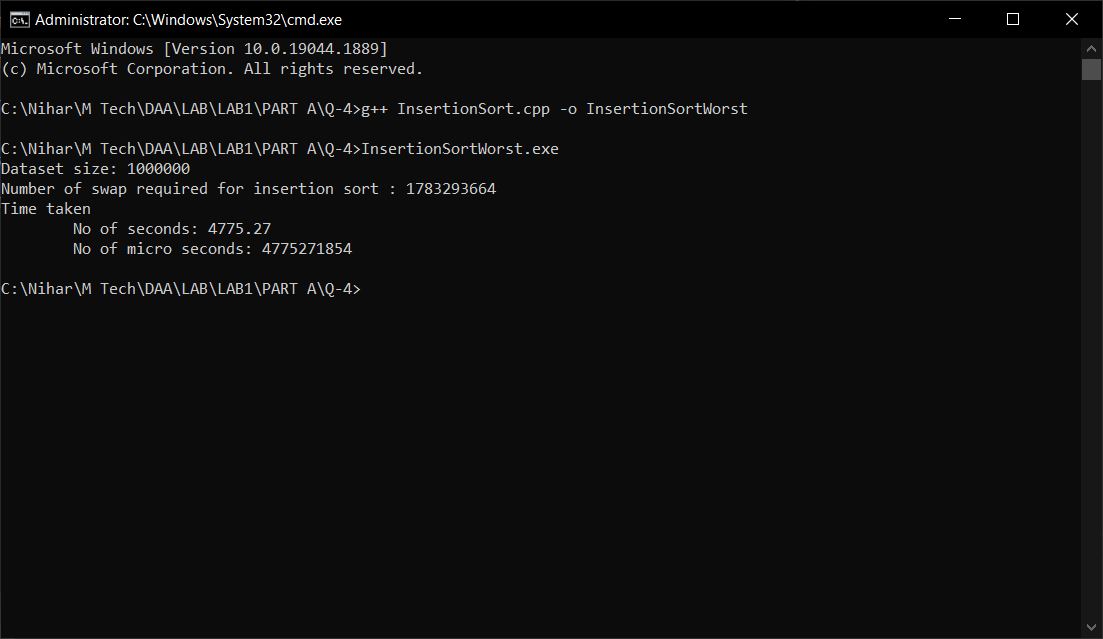 Administrator: C:\Windows\System32\cmd.exe
Microsoft Windows [Version 10.0.19044.1889]
(c) Microsoft Corporation. All rights reserved.
C:\Nihar\M Tech\DAA\LAB\LAB1\PART A\Q-4>g++ InsertionSort.cpp -o InsertionSortWorst
C:\Nihar\M Tech\DAA\LAB\LAB1\PART A\Q-4>InsertionSortWorst.exe
Dataset size: 1000000
Number of swap required for insertion sort : 1783293664
Time taken
No of seconds: 4775.27
No of micro seconds: 4775271854
C:\Nihar\M Tech\DAA\LAB\LAB1\PART A\Q-4>